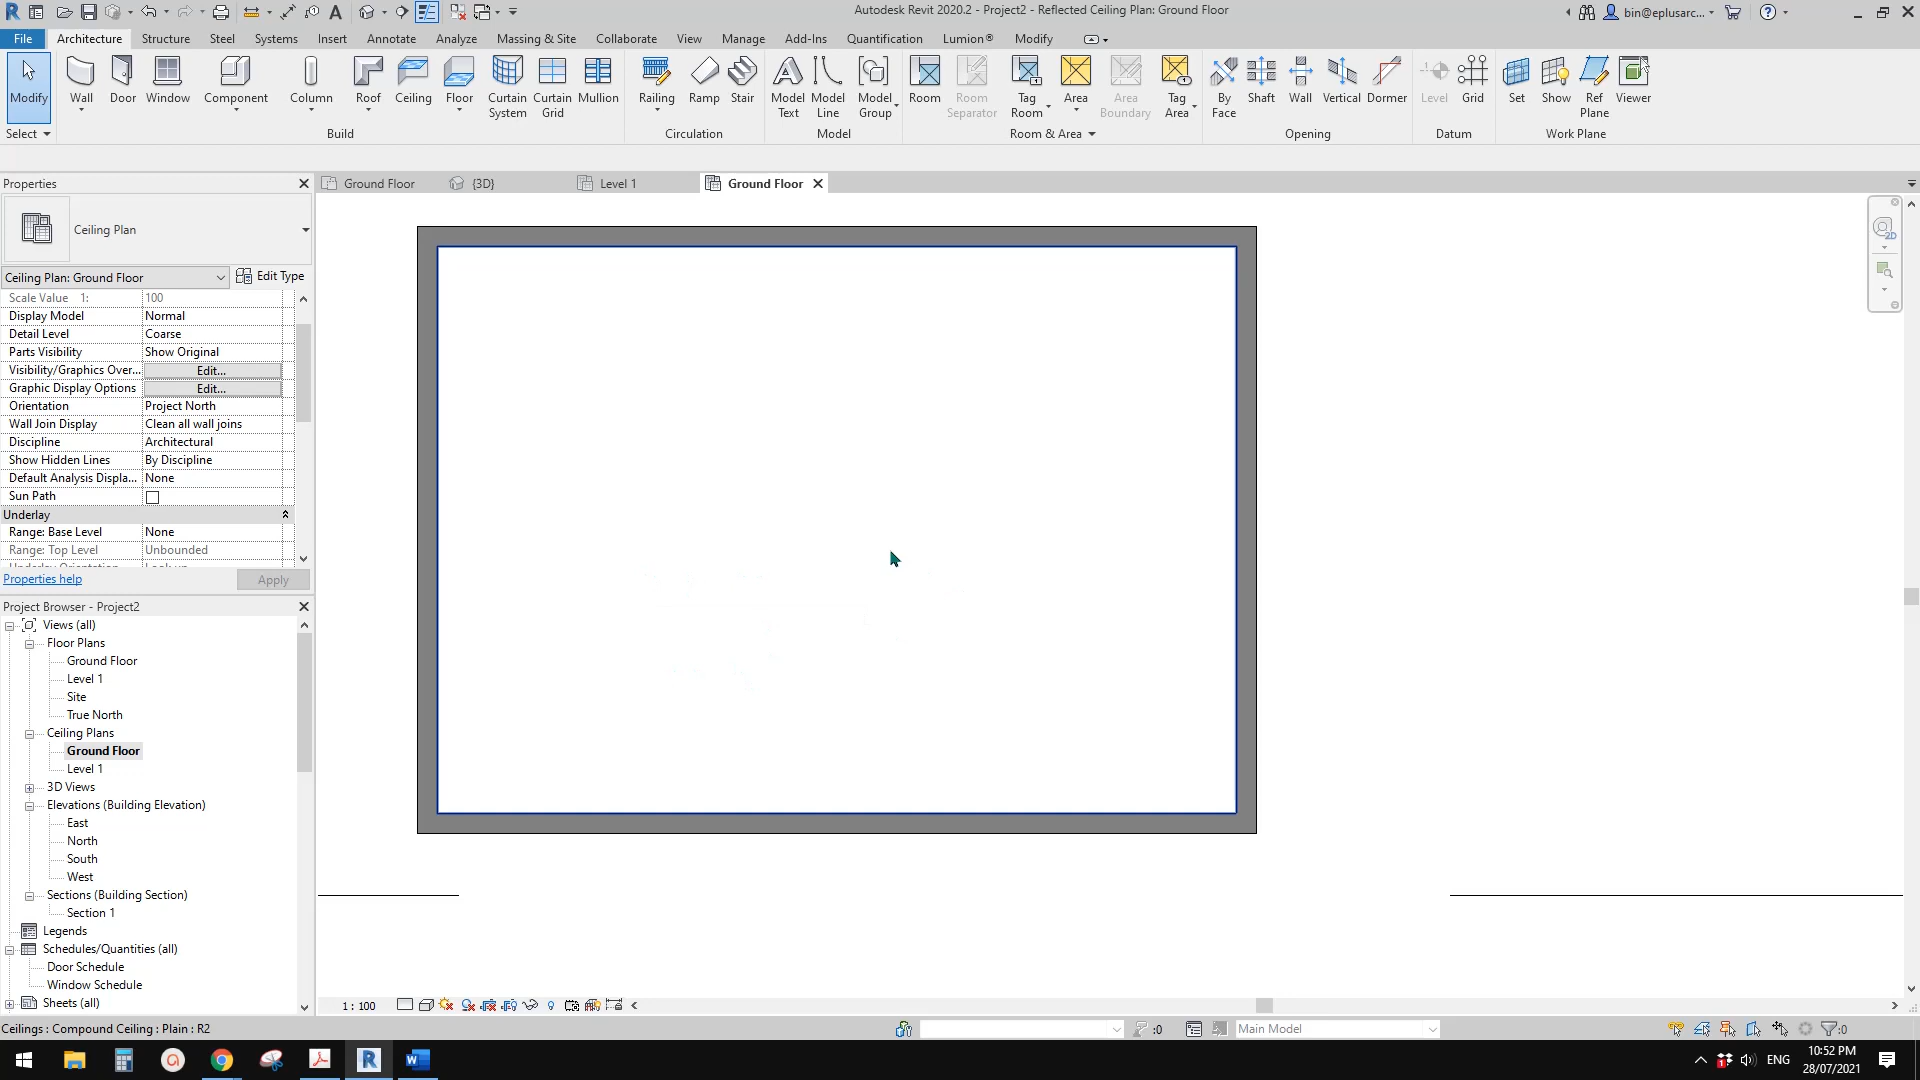 Autodesk Revit 2020.2 - Project2 - Reflected Ceiling Plan: Ground Floor
bin@eplusarc...
File Architecture Structure Steel Systems Insert Annotate Analyze Massing & Site Collaborate View Manage Add-Ins Quantification Lumion® Modify
Modify Wall Door Window Component Column Roof Ceiling Floor Curtain System Curtain Grid Mullion Railing Ramp Stair Model Text Model Line Model Group Room Room Separator Tag Room Area Area Boundary Tag Area By Face Shaft Wall Vertical Dormer Level Grid Set Show Ref Plane Viewer
Select Build Circulation Model Room & Area Opening Datum Work Plane
Properties
Ground Floor {3D} Level 1 Ground Floor
2D
Ceiling Plan
Ceiling Plan: Ground Floor Edit Type
Scale Value 1: 100
Display Model Normal
Detail Level Coarse
Parts Visibility Show Original
Visibility/Graphics Over... Edit...
Graphic Display Options Edit...
Orientation Project North
Wall Join Display Clean all wall joins
Discipline Architectural
Show Hidden Lines By Discipline
Default Analysis Displa... None
Sun Path
Underlay
Range: Base Level None
Range: Top Level Unbounded
Properties help Apply
Project Browser - Project2
Views (all)
Floor Plans
Ground Floor
Level 1
Site
True North
Ceiling Plans
Ground Floor
Level 1
3D Views
Elevations (Building Elevation)
East
North
South
West
Sections (Building Section)
Section 1
Legends
Schedules/Quantities (all)
Door Schedule
Window Schedule
Sheets (all)
1 : 100
Ceilings : Compound Ceiling : Plain : R2
:0 Main Model :0
ENG 10:52 PM
28/07/2021